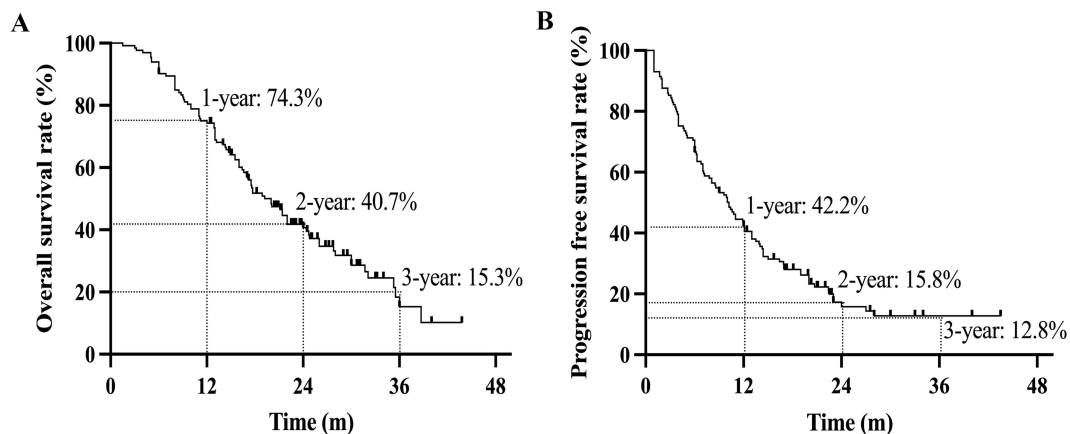 A
Overall survival rate (%)
100
80
60
40
20
0
1-year: 74.3%
2-year: 40.7%
3-year: 15.3%
0 12 24 36 48
Time (m)
B
Progression free survival rate (%)
100
80
60
40
20
0
1-year: 42.2%
2-year: 15.8%
3-year: 12.8%
0 12 24 36 48
Time (m)